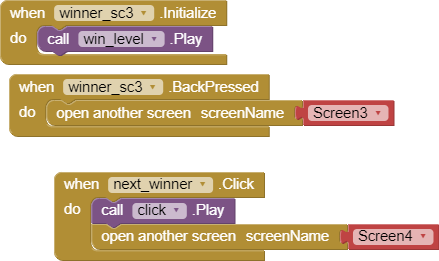 when winner_sc3 .Initialize
do call win_level .Play
when winner_sc3 .BackPressed
do open another screen screenName Screen3
when next_winner .Click
do call click .Play
open another screen screenName Screen4